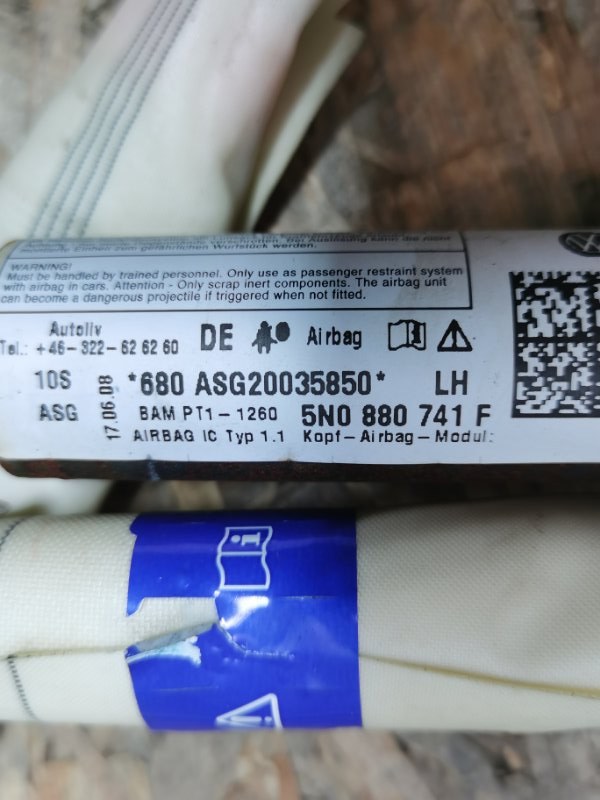 WARNING!
Must be handled by trained personnel. Only use as passenger restraint system
with airbag in cars. Attention - Only scrap inert components. The airbag unit
can become a dangerous projectile if triggered when not fitted.
Autoliv
Tel.: +46-322-62 62 60
DE
Airbag
10S
*680 ASG20035850*
LH
ASG
17.06.08
BAM PT1-1260
5N0 880 741 F
AIRBAG IC Typ 1.1
Kopf-Airbag-Modul: